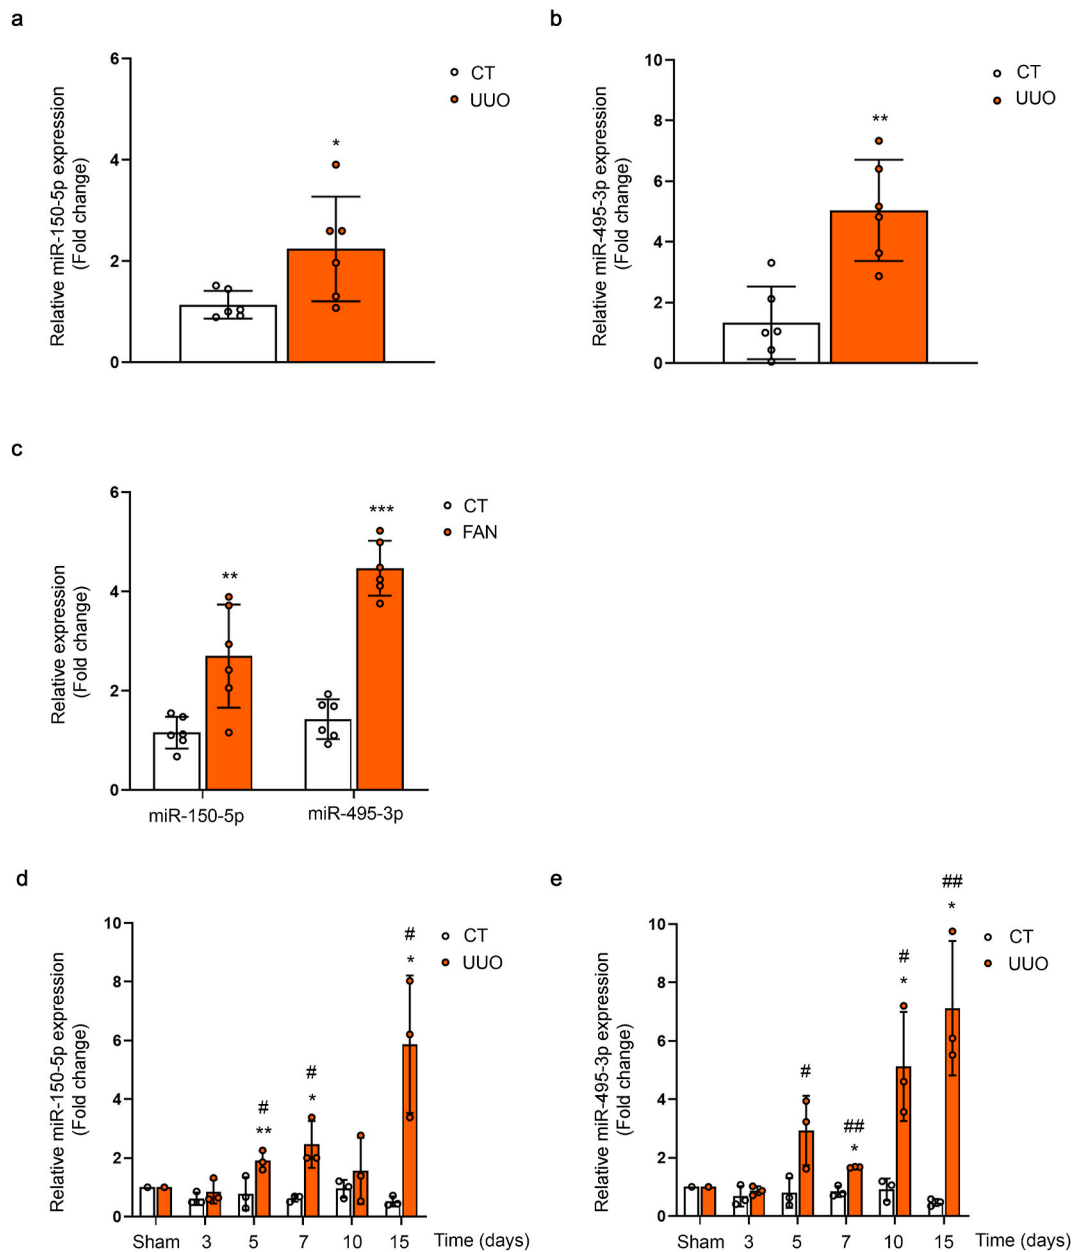 a
Relative miR-150-5p expression
(Fold change)
6
4
2
0
*
CT
UUO
b
Relative miR-495-3p expression
(Fold change)
10
8
6
4
2
0
**
CT
UUO
c
Relative expression
(Fold change)
6
4
2
0
**
***
miR-150-5p
miR-495-3p
CT
FAN
d
Relative miR-150-5p expression
(Fold change)
10
8
6
4
2
0
#
**
#
*
#
*
CT
UUO
Sham 3 5 7 10 15 Time (days)
e
Relative miR-495-3p expression
(Fold change)
10
8
6
4
2
0
#
##
*
#
*
##
*
CT
UUO
Sham 3 5 7 10 15 Time (days)